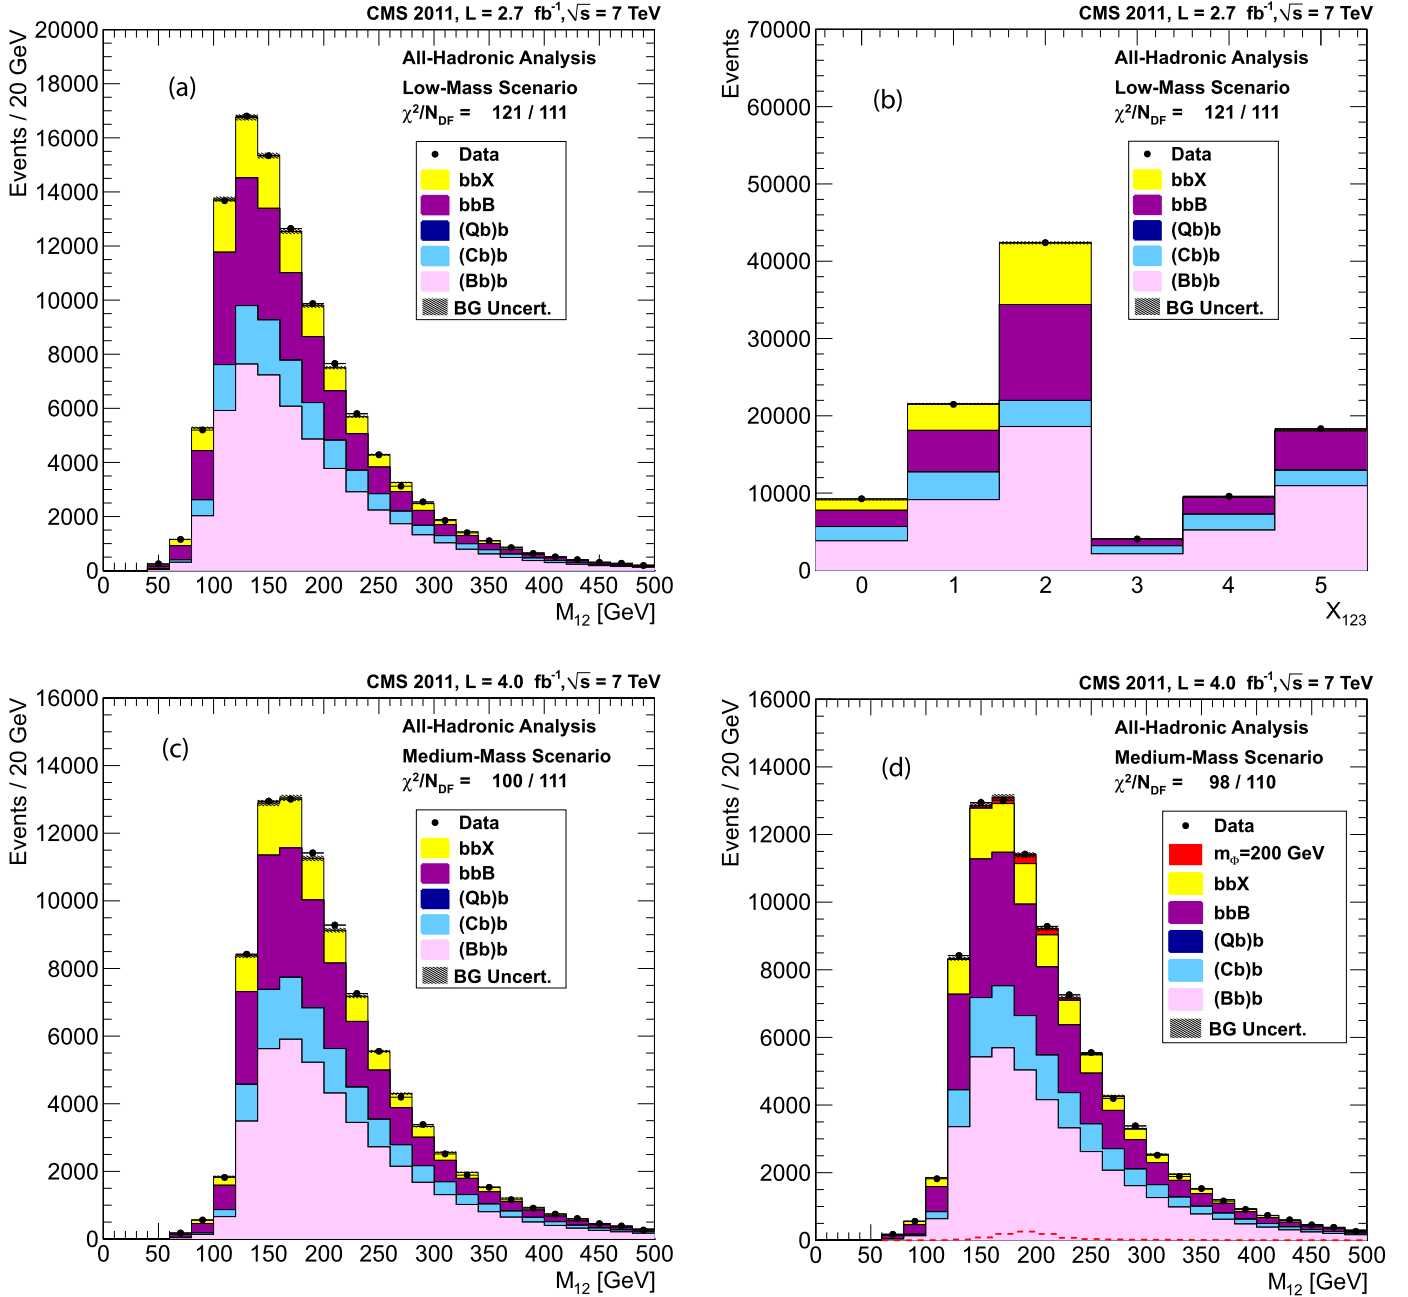 CMS 2011, L = 2.7 fb⁻¹, √s = 7 TeV
Events / 20 GeV
20000
18000
16000
14000
12000
10000
8000
6000
4000
2000
0
(a)
All-Hadronic Analysis
Low-Mass Scenario
χ²/N_DF = 121 / 111
Data
bbX
bbB
(Qb)b
(Cb)b
(Bb)b
BG Uncert.
0 50 100 150 200 250 300 350 400 450 500
M₁₂ [GeV]
CMS 2011, L = 2.7 fb⁻¹, √s = 7 TeV
Events
70000
60000
50000
40000
30000
20000
10000
0
(b)
All-Hadronic Analysis
Low-Mass Scenario
χ²/N_DF = 121 / 111
Data
bbX
bbB
(Qb)b
(Cb)b
(Bb)b
BG Uncert.
0 1 2 3 4 5
X₁₂₃
CMS 2011, L = 4.0 fb⁻¹, √s = 7 TeV
Events / 20 GeV
16000
14000
12000
10000
8000
6000
4000
2000
0
(c)
All-Hadronic Analysis
Medium-Mass Scenario
χ²/N_DF = 100 / 111
Data
bbX
bbB
(Qb)b
(Cb)b
(Bb)b
BG Uncert.
0 50 100 150 200 250 300 350 400 450 500
M₁₂ [GeV]
CMS 2011, L = 4.0 fb⁻¹, √s = 7 TeV
Events / 20 GeV
16000
14000
12000
10000
8000
6000
4000
2000
0
(d)
All-Hadronic Analysis
Medium-Mass Scenario
χ²/N_DF = 98 / 110
Data
m_Φ=200 GeV
bbX
bbB
(Qb)b
(Cb)b
(Bb)b
BG Uncert.
0 50 100 150 200 250 300 350 400 450 500
M₁₂ [GeV]